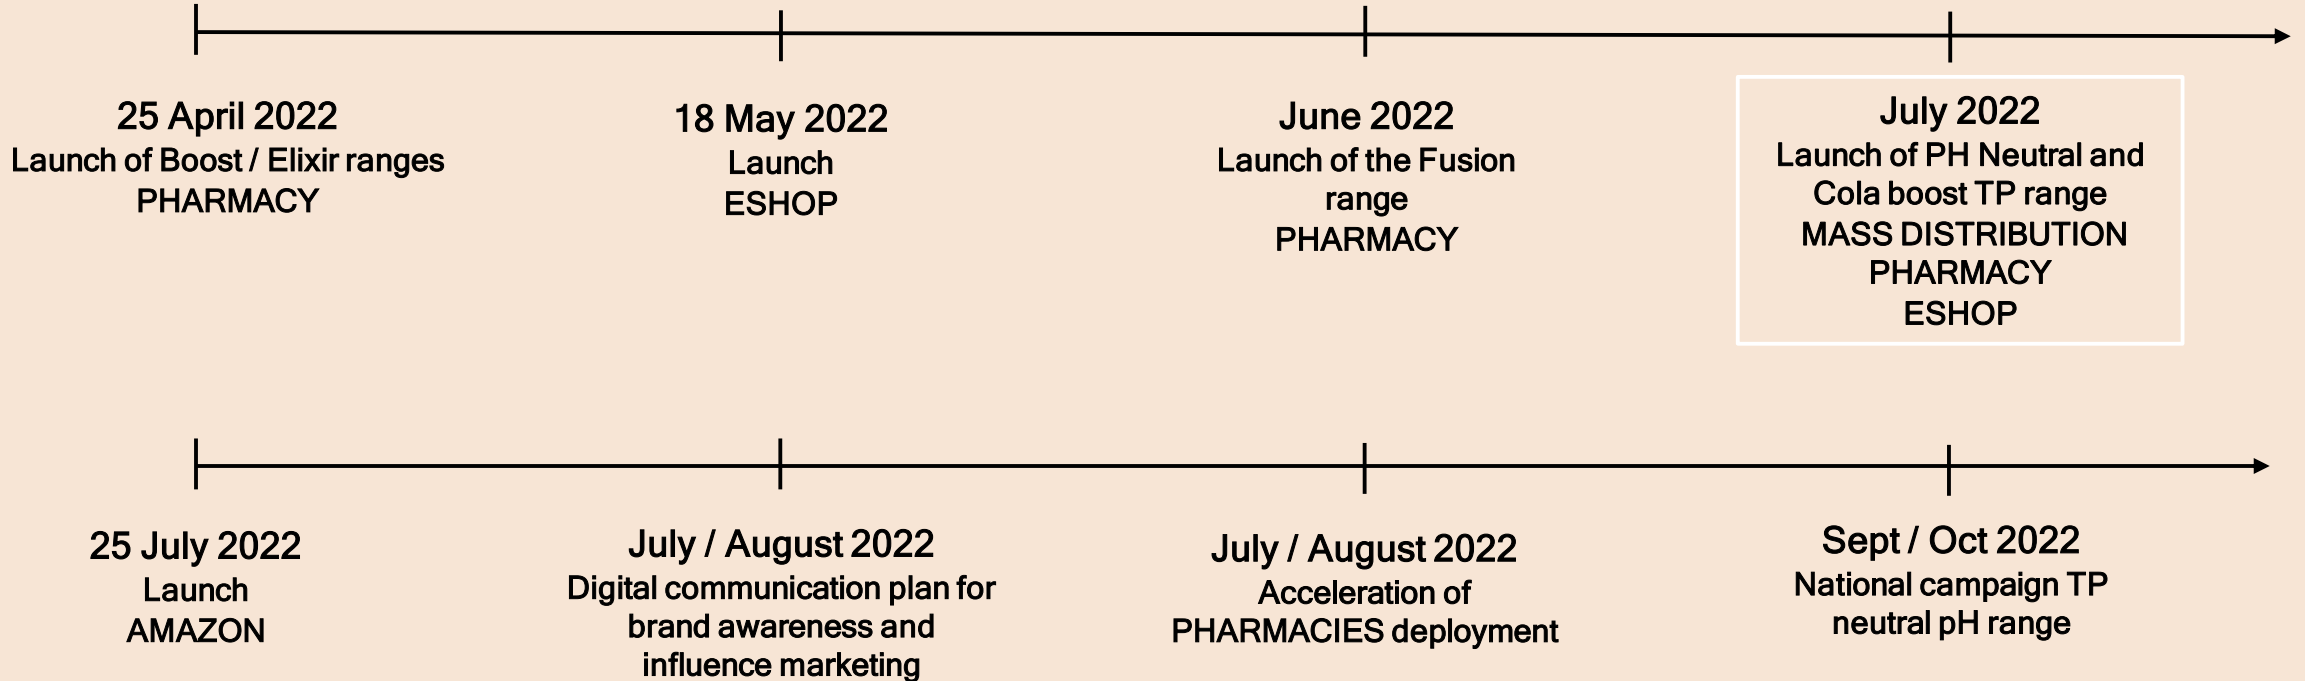 25 April 2022
Launch of Boost / Elixir ranges
PHARMACY
18 May 2022
Launch
ESHOP
June 2022
Launch of the Fusion
range
PHARMACY
July 2022
Launch of PH Neutral and
Cola boost TP range
MASS DISTRIBUTION
PHARMACY
ESHOP
25 July 2022
Launch
AMAZON
July / August 2022
Digital communication plan for
brand awareness and
influence marketing
July / August 2022
Acceleration of
PHARMACIES deployment
Sept / Oct 2022
National campaign TP
neutral pH range